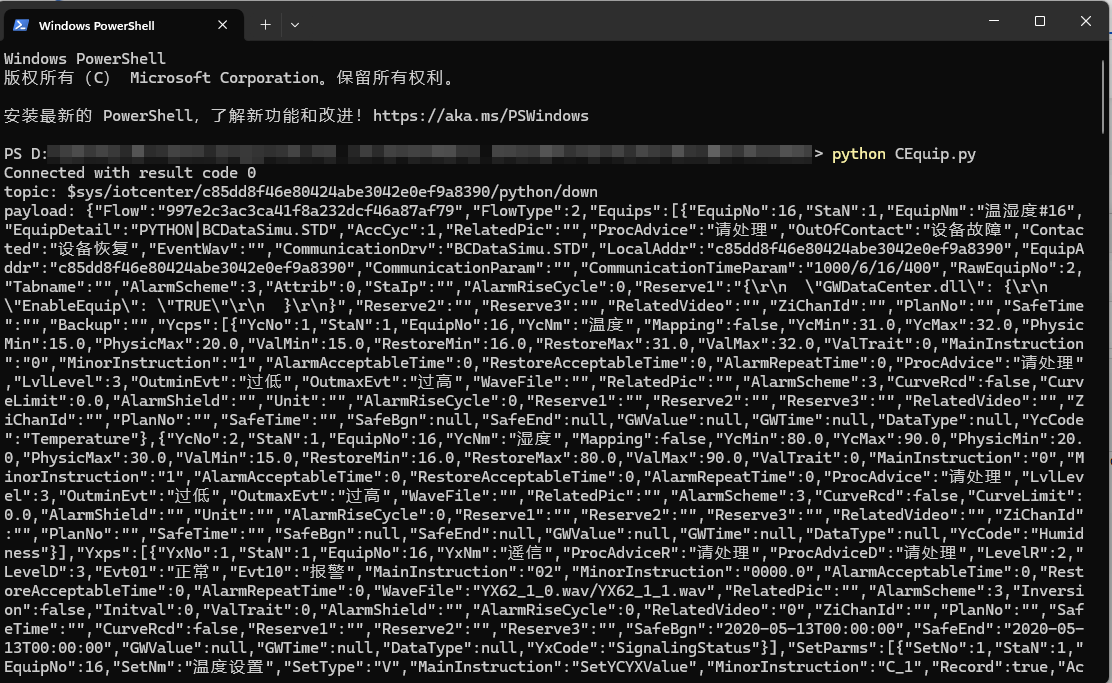 Windows PowerShell
Windows PowerShell
版权所有 (C) Microsoft Corporation。保留所有权利。
安装最新的 PowerShell，了解新功能和改进！https://aka.ms/PSWindows
PS D:> python CEquip.py
Connected with result code 0
topic: $sys/iotcenter/c85dd8f46e80424abe3042e0ef9a8390/python/down
payload: {"Flow":"997e2c3ac3ca41f8a232dcf46a87af79","FlowType":2,"Equips":[{"EquipNo":16,"StaN":1,"EquipNm":"温湿度#16",
"EquipDetail":"PYTHON|BCDataSimu.STD","AccCyc":1,"RelatedPic":"","ProcAdvice":"请处理","OutOfContact":"设备故障","Contac
ted":"设备恢复","EventWav":"","CommunicationDrv":"BCDataSimu.STD","LocalAddr":"c85dd8f46e80424abe3042e0ef9a8390","EquipA
ddr":"c85dd8f46e80424abe3042e0ef9a8390","CommunicationParam":"","CommunicationTimeParam":"1000/6/16/400","RawEquipNo":2,
"Tabname":"","AlarmScheme":3,"Attrib":0,"StaIp":"","AlarmRiseCycle":0,"Reserve1":"{\r\n  \"GWDataCenter.dll\": {\r\n
\"EnableEquip\": \"TRUE\"\r\n  }\r\n}","Reserve2":"","Reserve3":"","RelatedVideo":"","ZiChanId":"","PlanNo":"","SafeTime
":"","Backup":"","Ycps":[{"YcNo":1,"StaN":1,"EquipNo":16,"YcNm":"温度","Mapping":false,"YcMin":31.0,"YcMax":32.0,"Physic
Min":15.0,"PhysicMax":20.0,"ValMin":15.0,"RestoreMin":16.0,"RestoreMax":31.0,"ValMax":32.0,"ValTrait":0,"MainInstruction
":"0","MinorInstruction":"1","AlarmAcceptableTime":0,"RestoreAcceptableTime":0,"AlarmRepeatTime":0,"ProcAdvice":"请处理"
,"LvlLevel":3,"OutminEvt":"过低","OutmaxEvt":"过高","WaveFile":"","RelatedPic":"","AlarmScheme":3,"CurveRcd":false,"Curv
eLimit":0.0,"AlarmShield":"","Unit":"","AlarmRiseCycle":0,"Reserve1":"","Reserve2":"","Reserve3":"","RelatedVideo":"","Z
iChanId":"","PlanNo":"","SafeTime":"","SafeBgn":null,"SafeEnd":null,"GWValue":null,"GWTime":null,"DataType":null,"YcCode
":"Temperature"},{"YcNo":2,"StaN":1,"EquipNo":16,"YcNm":"湿度","Mapping":false,"YcMin":80.0,"YcMax":90.0,"PhysicMin":20.
0,"PhysicMax":30.0,"ValMin":15.0,"RestoreMin":16.0,"RestoreMax":80.0,"ValMax":90.0,"ValTrait":0,"MainInstruction":"0","M
inorInstruction":"1","AlarmAcceptableTime":0,"RestoreAcceptableTime":0,"AlarmRepeatTime":0,"ProcAdvice":"请处理","LvlLev
el":3,"OutminEvt":"过低","OutmaxEvt":"过高","WaveFile":"","RelatedPic":"","AlarmScheme":3,"CurveRcd":false,"CurveLimit":
0.0,"AlarmShield":"","Unit":"","AlarmRiseCycle":0,"Reserve1":"","Reserve2":"","Reserve3":"","RelatedVideo":"","ZiChanId"
:"","PlanNo":"","SafeTime":"","SafeBgn":null,"SafeEnd":null,"GWValue":null,"GWTime":null,"DataType":null,"YcCode":"Humid
ness"}],"Yxps":[{"YxNo":1,"StaN":1,"EquipNo":16,"YxNm":"遥信","ProcAdviceR":"请处理","ProcAdviceD":"请处理","LevelR":2,"
LevelD":3,"Evt01":"正常","Evt10":"报警","MainInstruction":"02","MinorInstruction":"0000.0","AlarmAcceptableTime":0,"Rest
oreAcceptableTime":0,"AlarmRepeatTime":0,"WaveFile":"YX62_1_0.wav/YX62_1_1.wav","RelatedPic":"","AlarmScheme":3,"Inversi
on":false,"Initval":0,"ValTrait":0,"AlarmShield":"","AlarmRiseCycle":0,"RelatedVideo":"0","ZiChanId":"","PlanNo":"","Saf
eTime":"","CurveRcd":false,"Reserve1":"","Reserve2":"","Reserve3":"","SafeBgn":"2020-05-13T00:00:00","SafeEnd":"2020-05-
13T00:00:00","GWValue":null,"GWTime":null,"DataType":null,"YxCode":"SignalingStatus"}],"SetParms":[{"SetNo":1,"StaN":1,"
EquipNo":16,"SetNm":"温度设置","SetType":"V","MainInstruction":"SetYCYXValue","MinorInstruction":"C_1","Record":true,"Ac